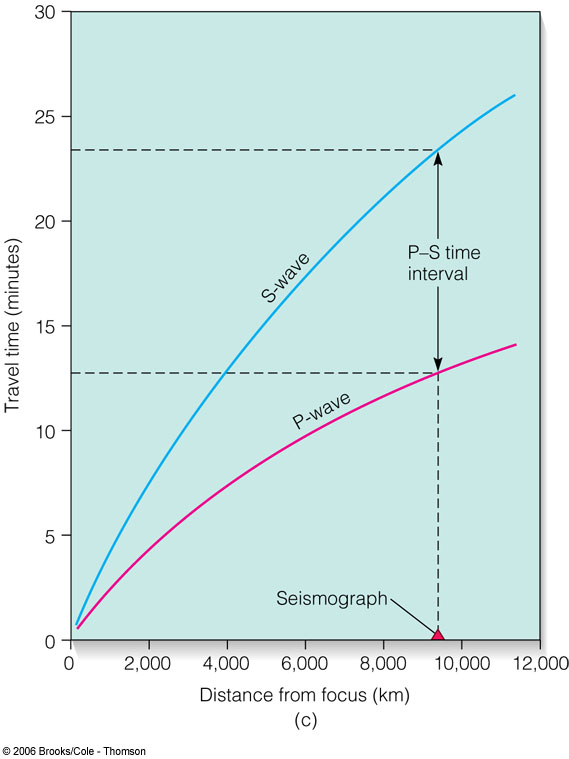 30
25
20
15
10
5
0
Travel time (minutes)
S-wave
P–S time
interval
P-wave
Seismograph
0
2,000
4,000
6,000
8,000
10,000
12,000
Distance from focus (km)
(c)
© 2006 Brooks/Cole - Thomson